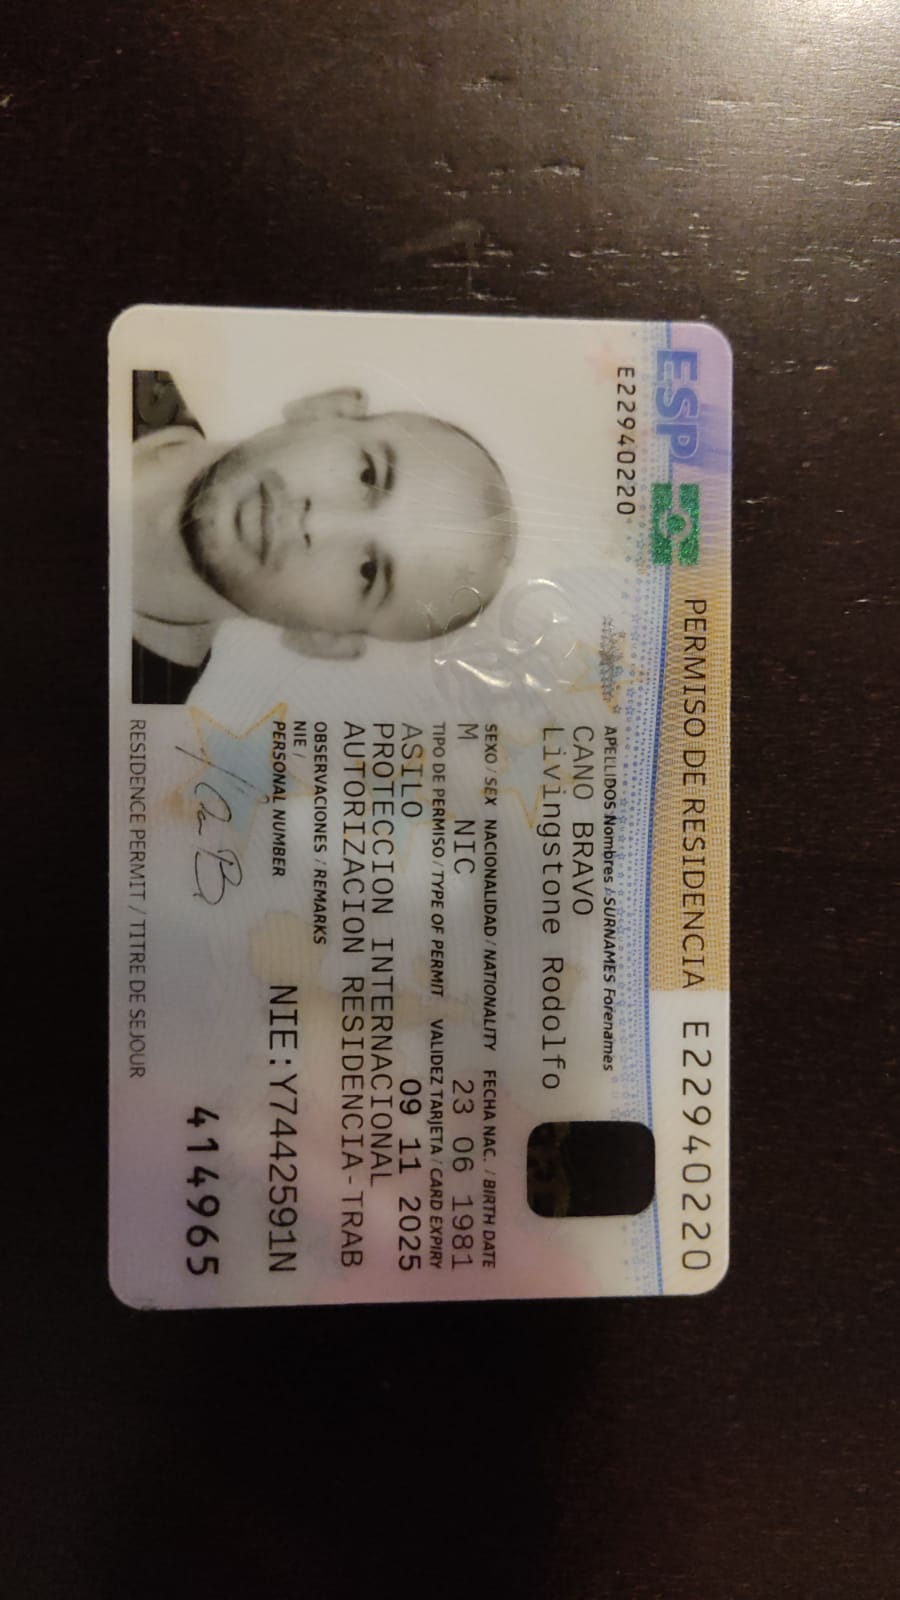 ESP PERMISO DE RESIDENCIA E22940220
E22940220
APELLIDOS Nombres / SURNAMES Forenames
CANO BRAVO
Livingstone Rodolfo
SEXO / SEX NACIONALIDAD / NATIONALITY FECHA NAC. / BIRTH DATE
M NIC 23 06 1981
TIPO DE PERMISO / TYPE OF PERMIT VALIDEZ TARJETA / CARD EXPIRY
ASILO 09 11 2025
PROTECCION INTERNACIONAL
AUTORIZACION RESIDENCIA-TRAB
OBSERVACIONES / REMARKS
NIE /
PERSONAL NUMBER NIE:Y7442591N
414965
RESIDENCE PERMIT / TITRE DE SEJOUR